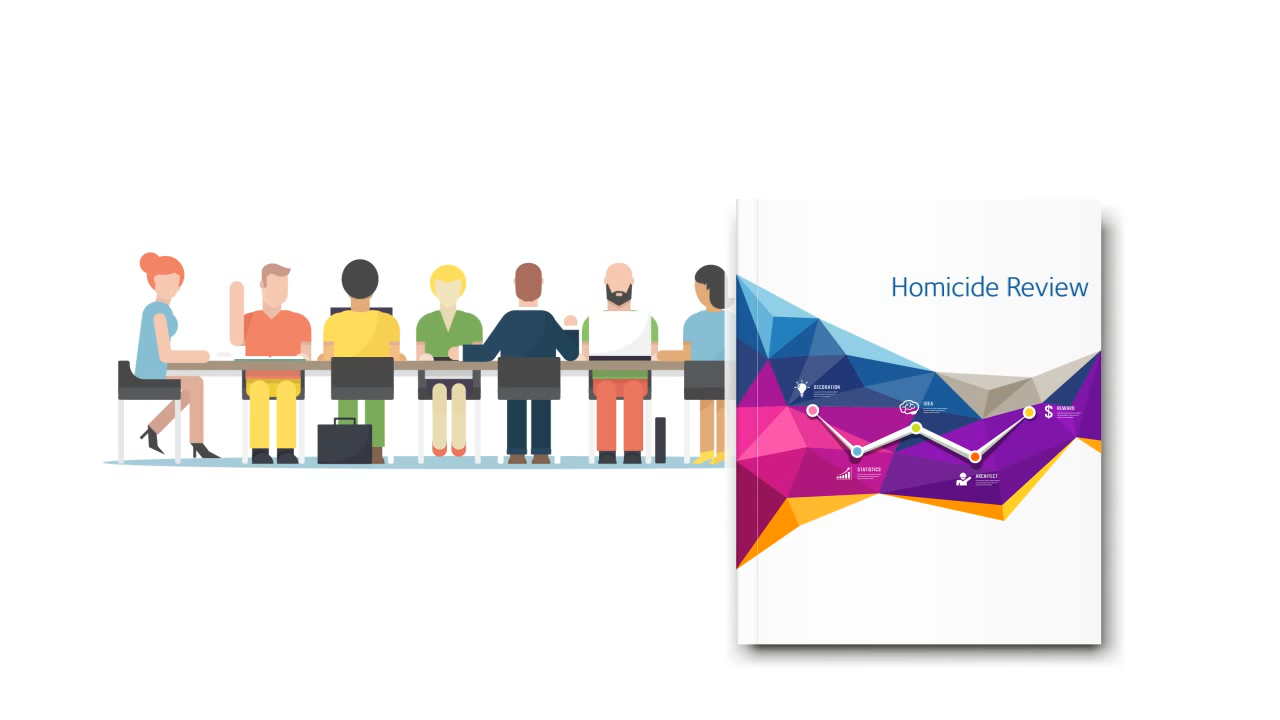 Homicide Review
DECORATION
IDEA
REWARD
STATISTICS
ARCHITECT